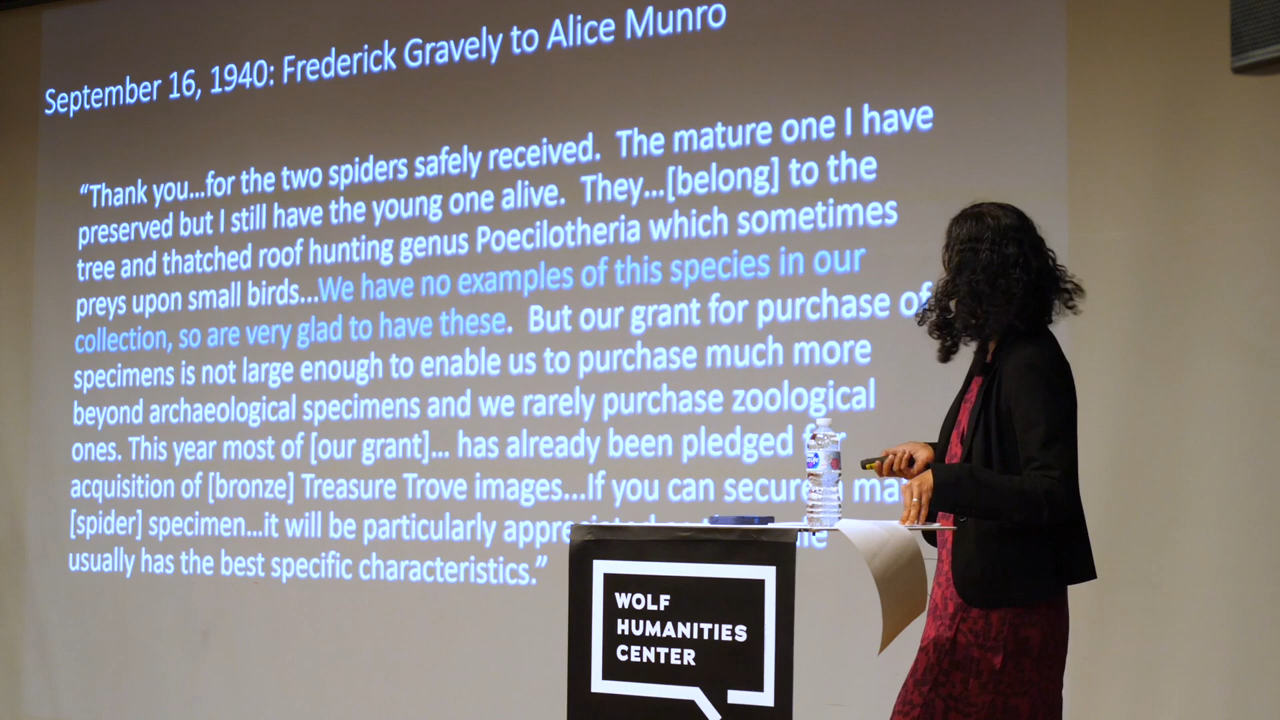 September 16, 1940: Frederick Gravely to Alice Munro
“Thank you...for the two spiders safely received. The mature one I have
preserved but I still have the young one alive. They...[belong] to the
tree and thatched roof hunting genus Poecilotheria which sometimes
preys upon small birds...We have no examples of this species in our
collection, so are very glad to have these. But our grant for purchase of
specimens is not large enough to enable us to purchase much more
beyond archaeological specimens and we rarely purchase zoological
ones. This year most of [our grant]... has already been pledged for
acquisition of [bronze] Treasure Trove images...If you can secure
[spider] specimen...it will be particularly
usually has the best specific characteristics.”
WOLF
HUMANITIES
CENTER